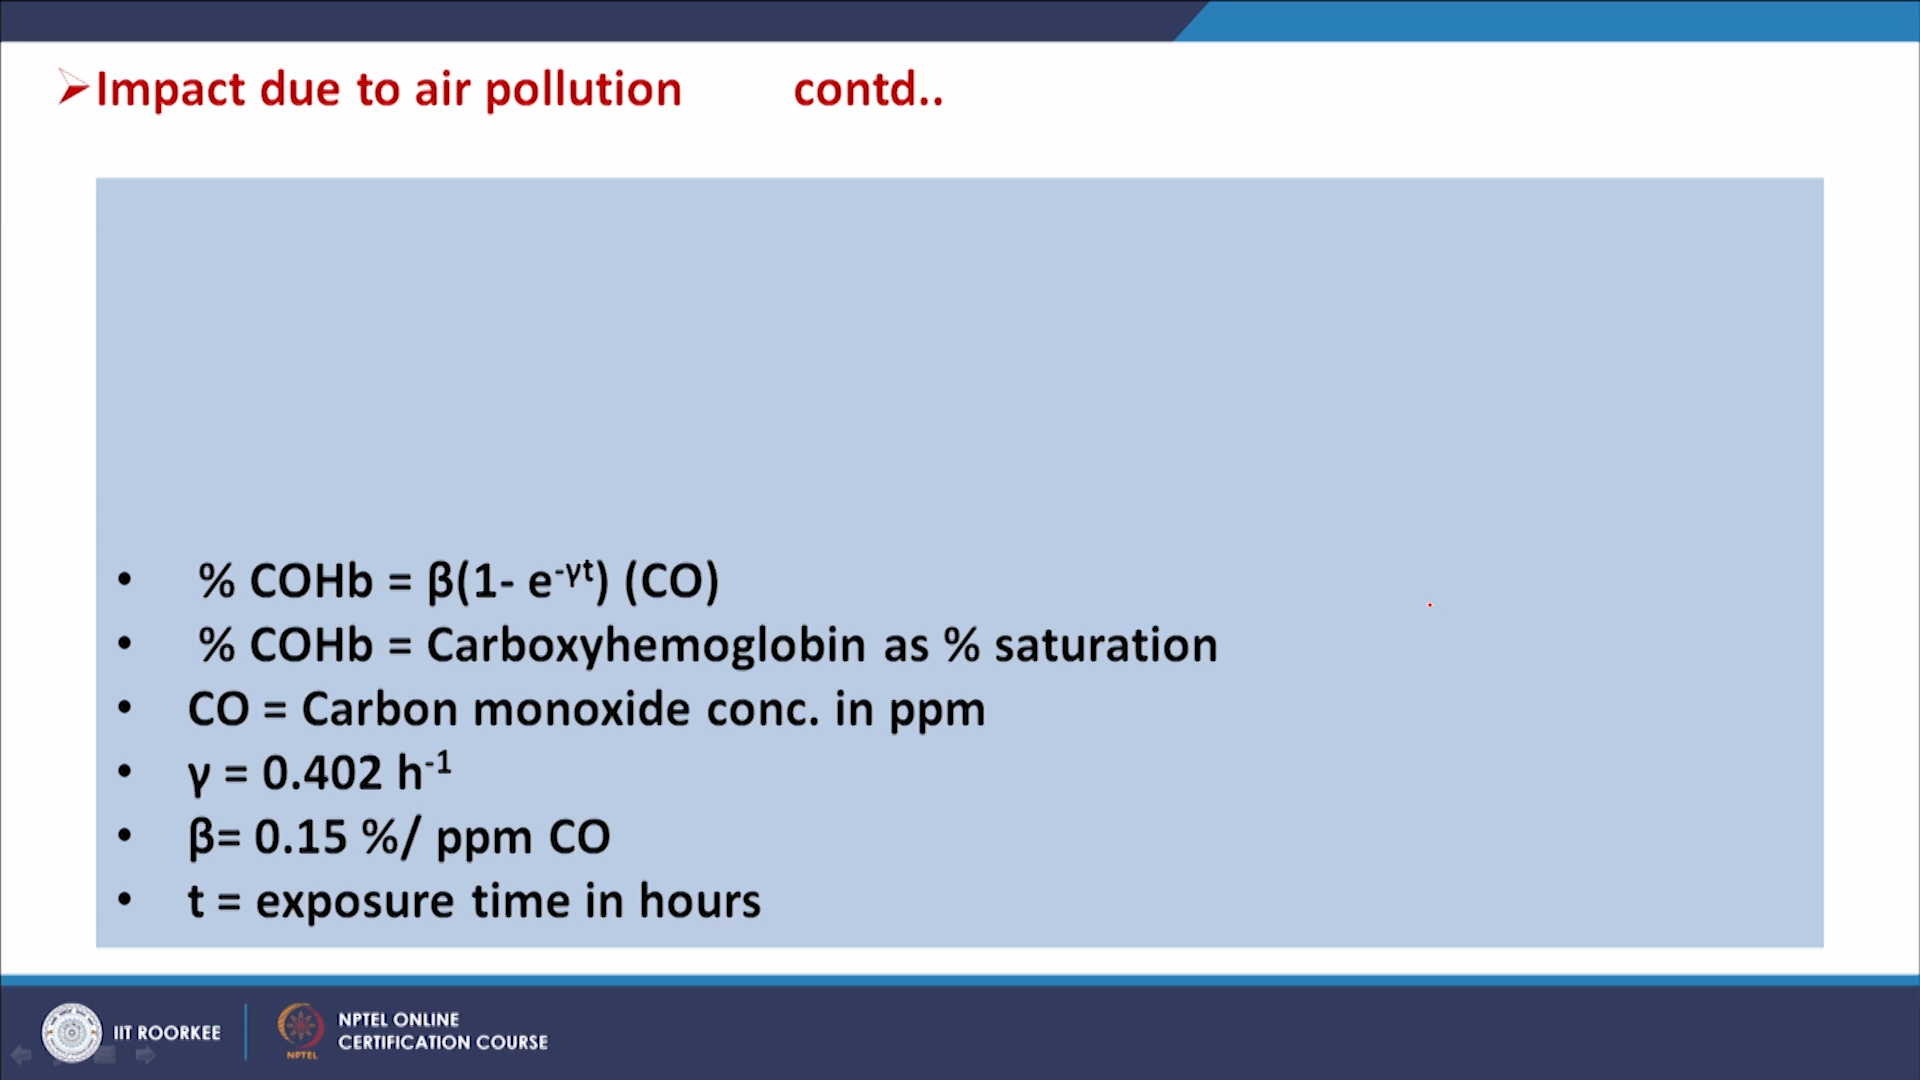 ➢Impact due to air pollution contd..
• % COHb = β(1- e⁻ᵞᵗ) (CO)
• % COHb = Carboxyhemoglobin as % saturation
• CO = Carbon monoxide conc. in ppm
• γ = 0.402 h⁻¹
• β= 0.15 %/ ppm CO
• t = exposure time in hours
IIT ROORKEE
NPTEL
NPTEL ONLINE
CERTIFICATION COURSE